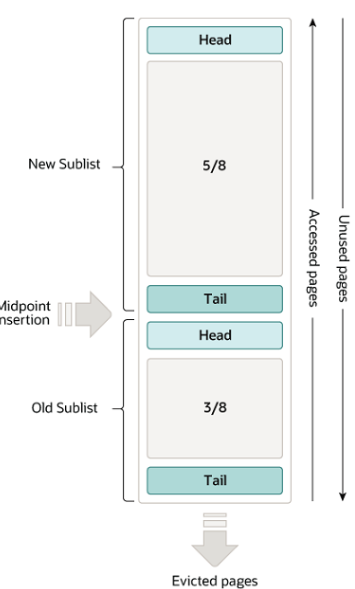 Head
New Sublist
5/8
Accessed pages
Unused pages
Tail
Midpoint
nsertion
Head
Old Sublist
3/8
Tail
Evicted pages